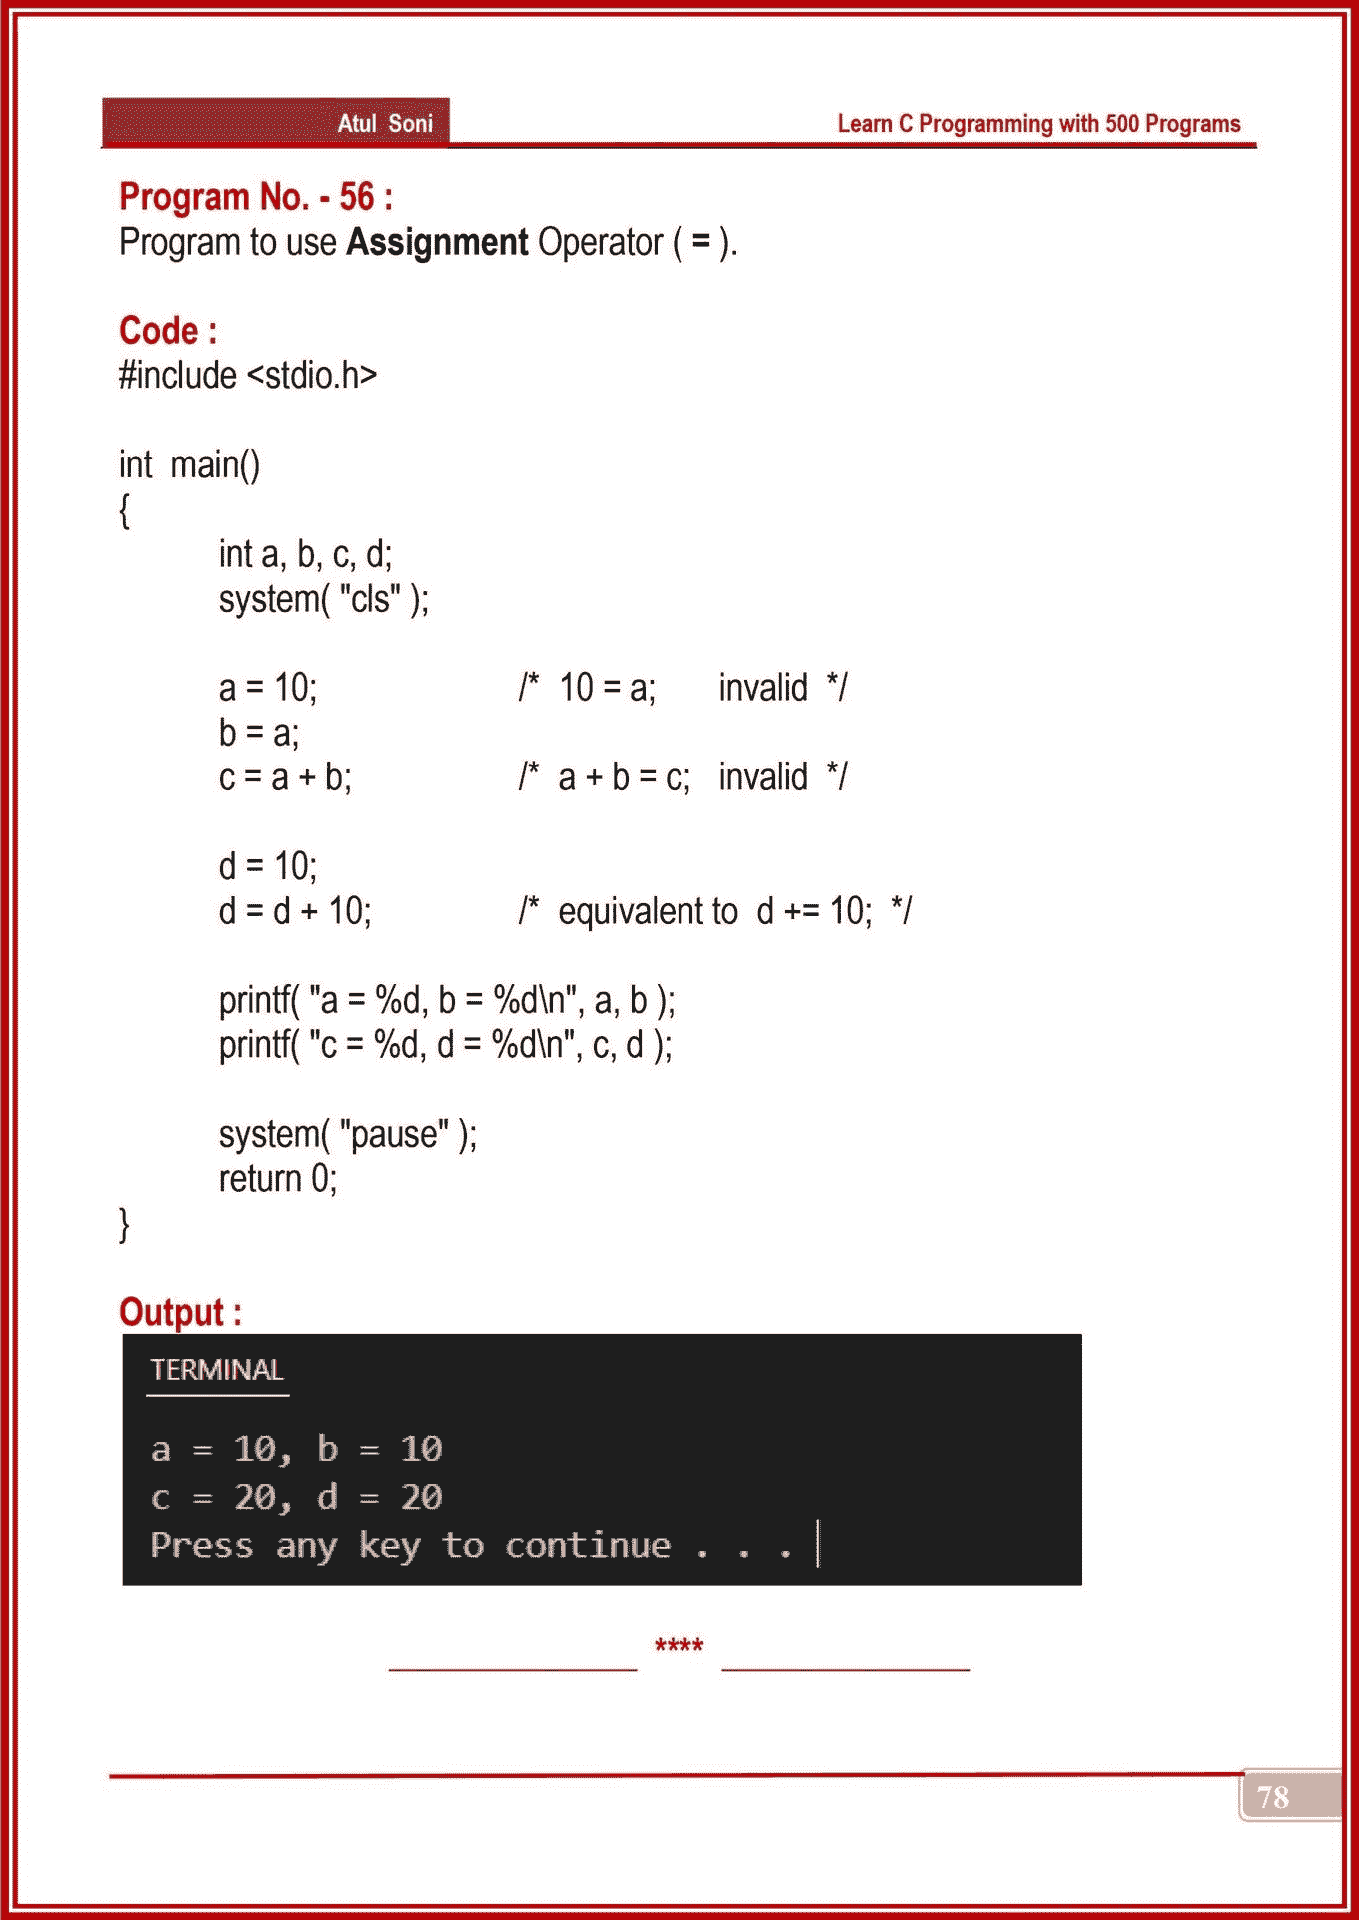 Atul Soni
Learn C Programming with 500 Programs
Program No. - 56 :
Program to use Assignment Operator ( = ).
Code :
#include <stdio.h>
int main()
{
int a, b, c, d;
system( "cls" );
a = 10; /* 10 = a; invalid */
b = a;
c = a + b; /* a + b = c; invalid */
d = 10;
d = d + 10; /* equivalent to d += 10; */
printf( "a = %d, b = %d\n", a, b );
printf( "c = %d, d = %d\n", c, d );
system( "pause" );
return 0;
}
Output :
TERMINAL
a = 10, b = 10
c = 20, d = 20
Press any key to continue . . .
****
78